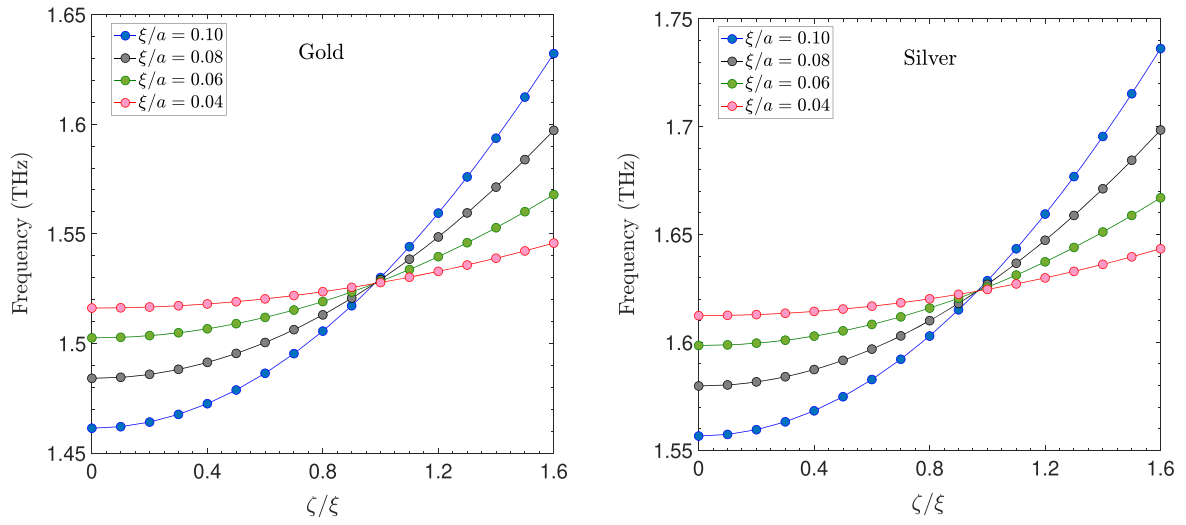 Gold
ξ/a = 0.10
ξ/a = 0.08
ξ/a = 0.06
ξ/a = 0.04
Frequency (THz)
1.65
1.6
1.55
1.5
1.45
0 0.4 0.8 1.2 1.6
ζ/ξ
Silver
ξ/a = 0.10
ξ/a = 0.08
ξ/a = 0.06
ξ/a = 0.04
Frequency (THz)
1.75
1.7
1.65
1.6
1.55
0 0.4 0.8 1.2 1.6
ζ/ξ